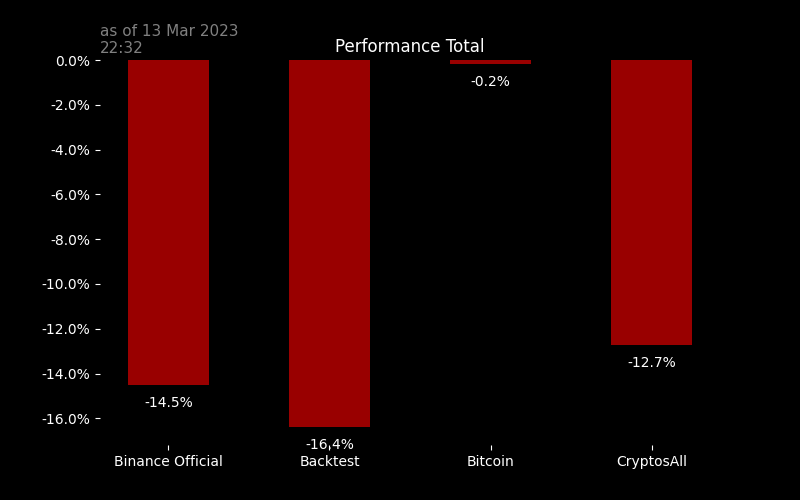 as of 13 Mar 2023
22:32
Performance Total
0.0%
-2.0%
-4.0%
-6.0%
-8.0%
-10.0%
-12.0%
-14.0%
-16.0%
-14.5%
-16.4%
-0.2%
-12.7%
Binance Official
Backtest
Bitcoin
CryptosAll